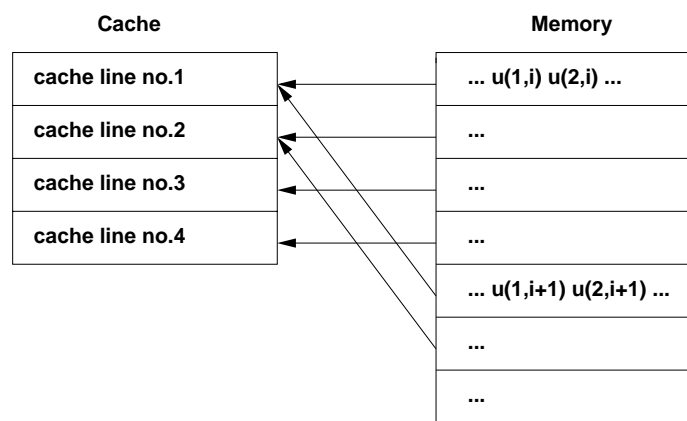 Cache
Memory
cache line no.1
cache line no.2
cache line no.3
cache line no.4
... u(1,i) u(2,i) ...
...
...
...
... u(1,i+1) u(2,i+1) ...
...
...